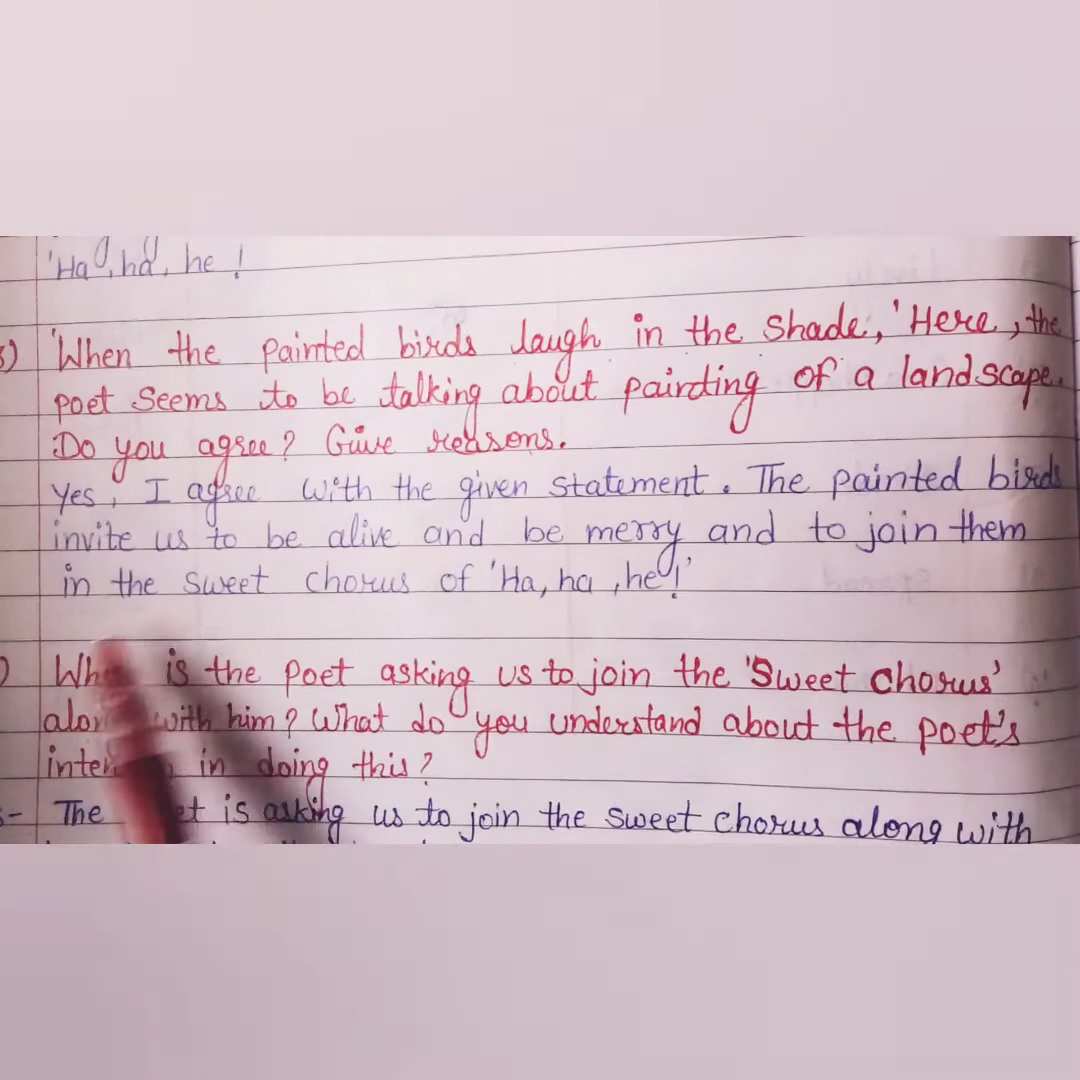 'Ha, ha, he !
'When the painted birds laugh in the shade,' Here, the
poet seems to be talking about painting of a landscape.
Do you agree? Give reasons.
Yes, I agree with the given statement. The painted birds
invite us to be alive and be merry and to join them
in the sweet chorus of 'Ha, ha, he!'
is the poet asking us to join the 'Sweet chorus'
with him? What do you understand about the poet's
in doing this?
The is asking us to join the sweet chorus along with